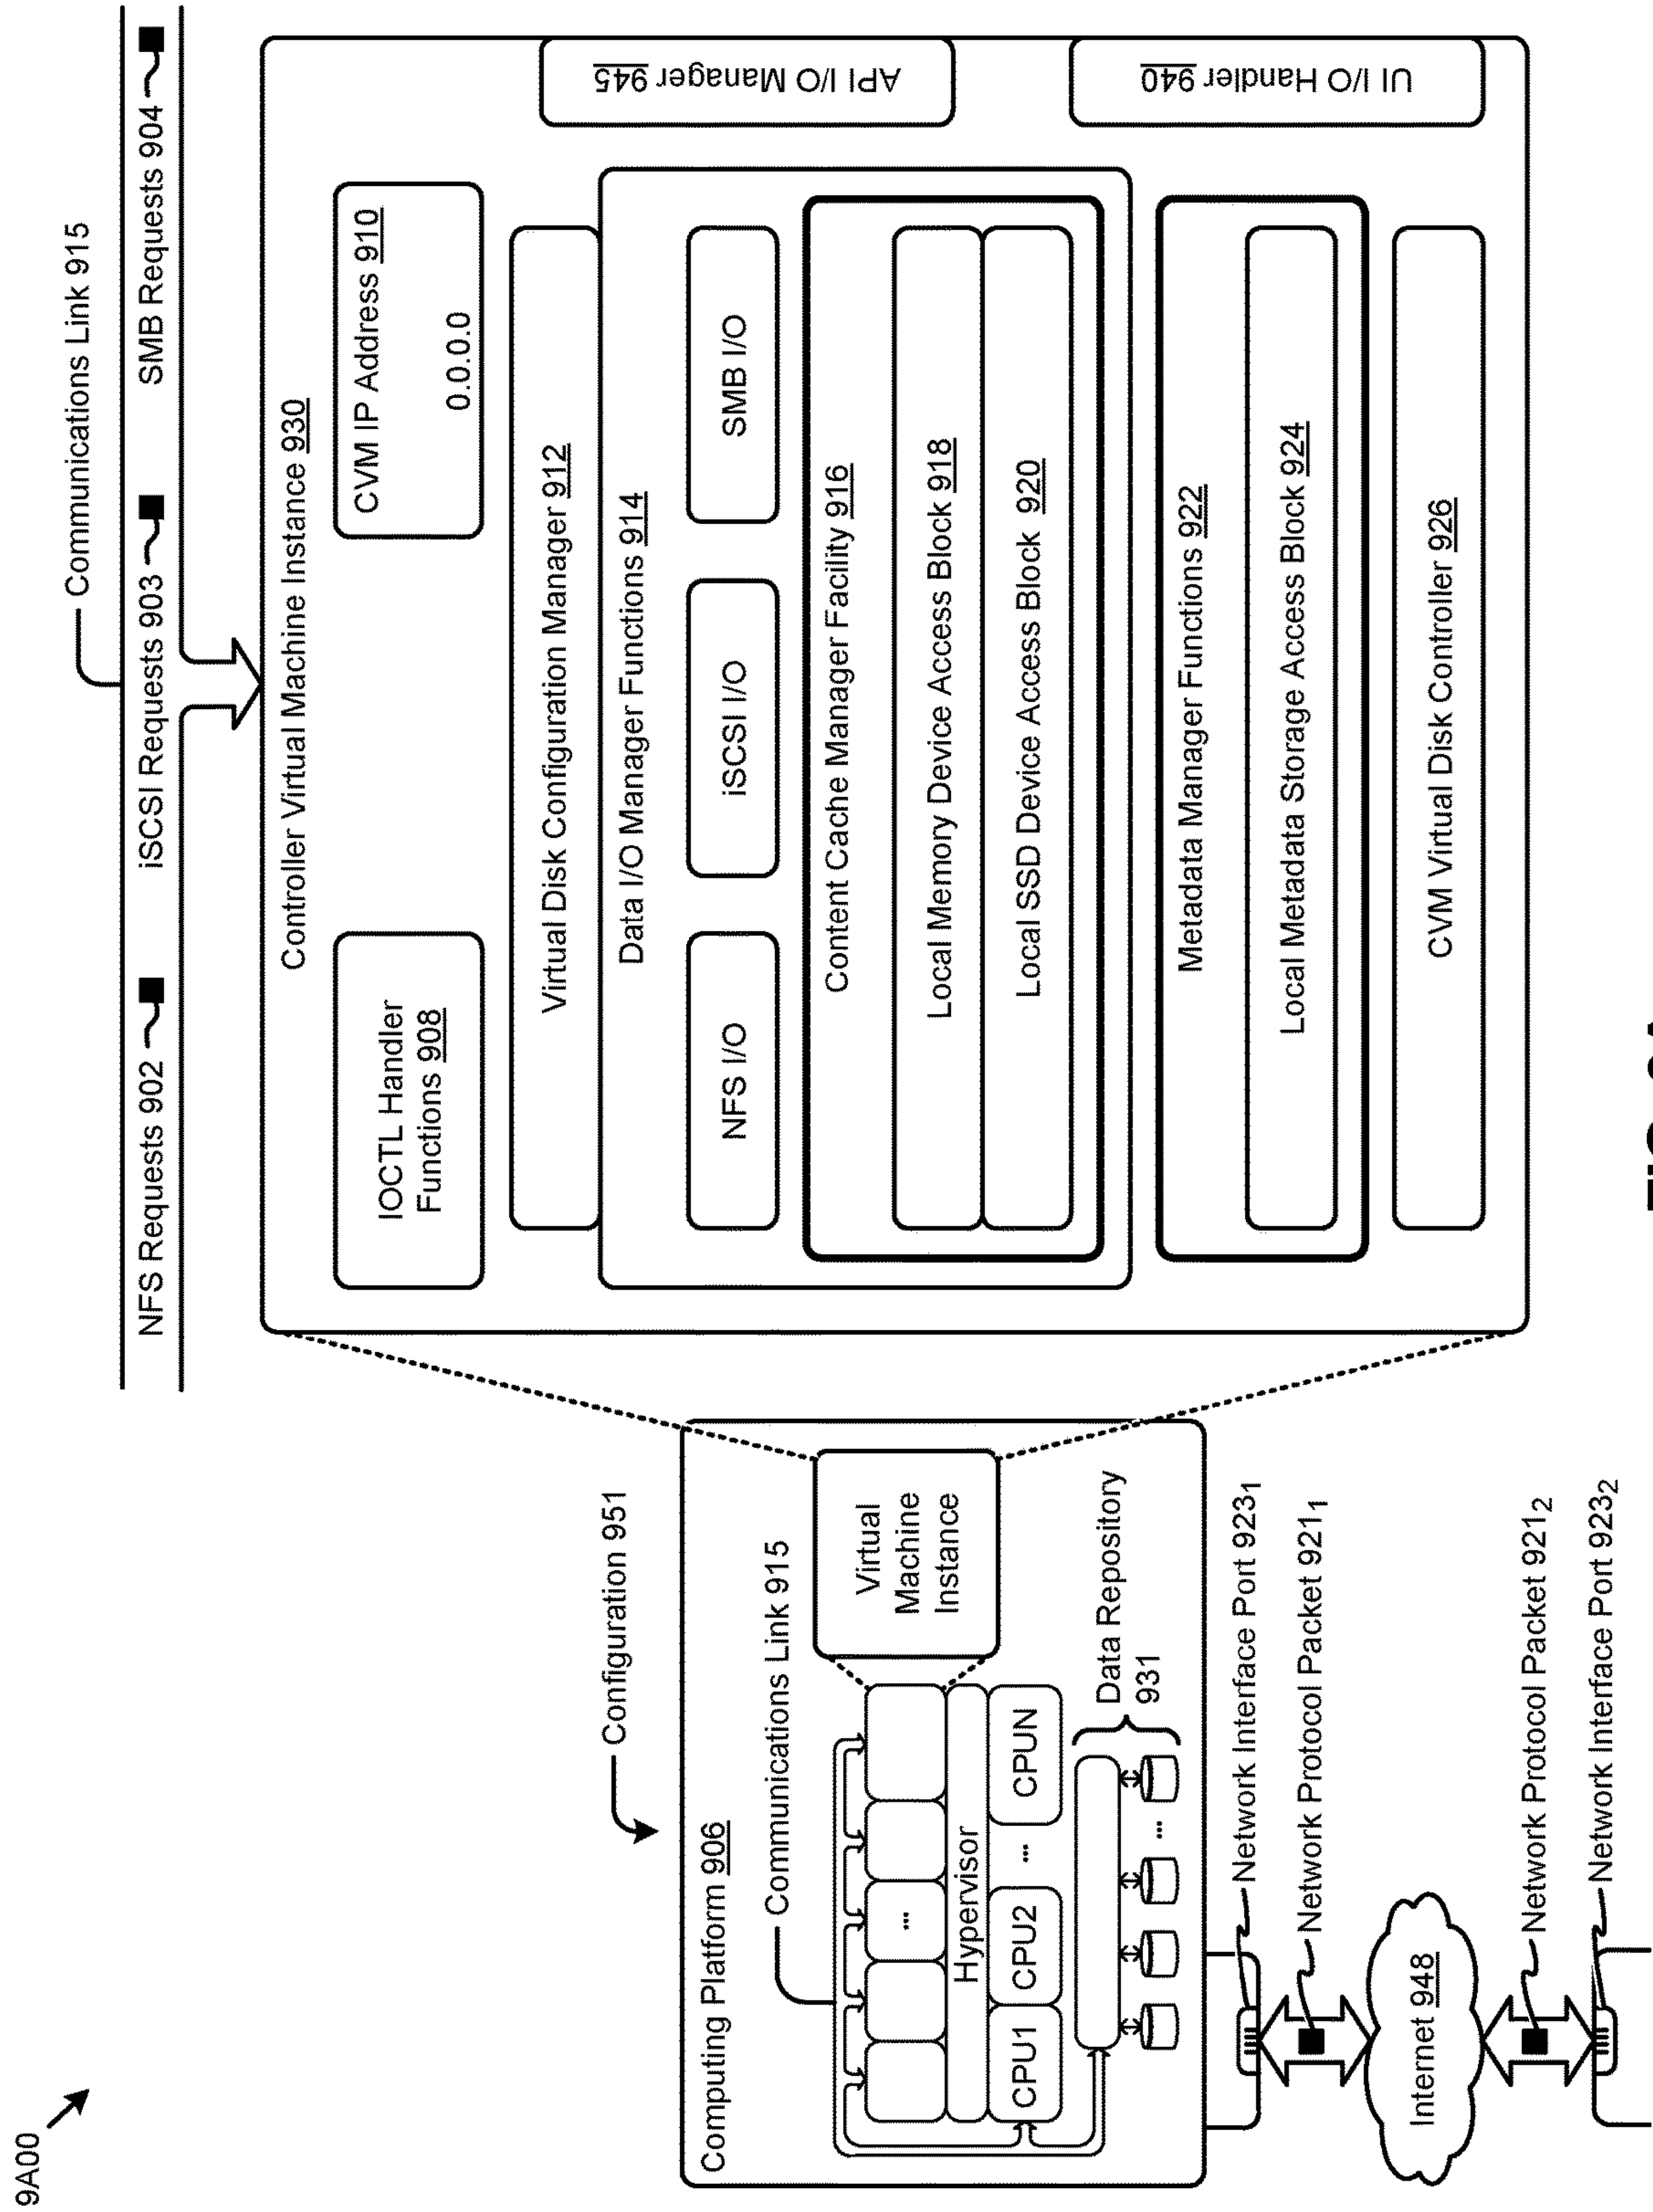 9A00
Configuration 951
Computing Platform 906
Communications Link 915
Virtual
Machine
Instance
...
Hypervisor
CPU1
CPU2
...
CPUN
Data Repository
931
...
Network Interface Port 923₁
Network Protocol Packet 921₁
Internet 948
Network Protocol Packet 921₂
Network Interface Port 923₂
Communications Link 915
NFS Requests 902
iSCSI Requests 903
SMB Requests 904
Controller Virtual Machine Instance 930
IOCTL Handler
Functions 908
CVM IP Address 910
0.0.0.0
Virtual Disk Configuration Manager 912
Data I/O Manager Functions 914
NFS I/O
iSCSI I/O
SMB I/O
Content Cache Manager Facility 916
Local Memory Device Access Block 918
Local SSD Device Access Block 920
Metadata Manager Functions 922
Local Metadata Storage Access Block 924
CVM Virtual Disk Controller 926
API I/O Manager 945
UI I/O Handler 940